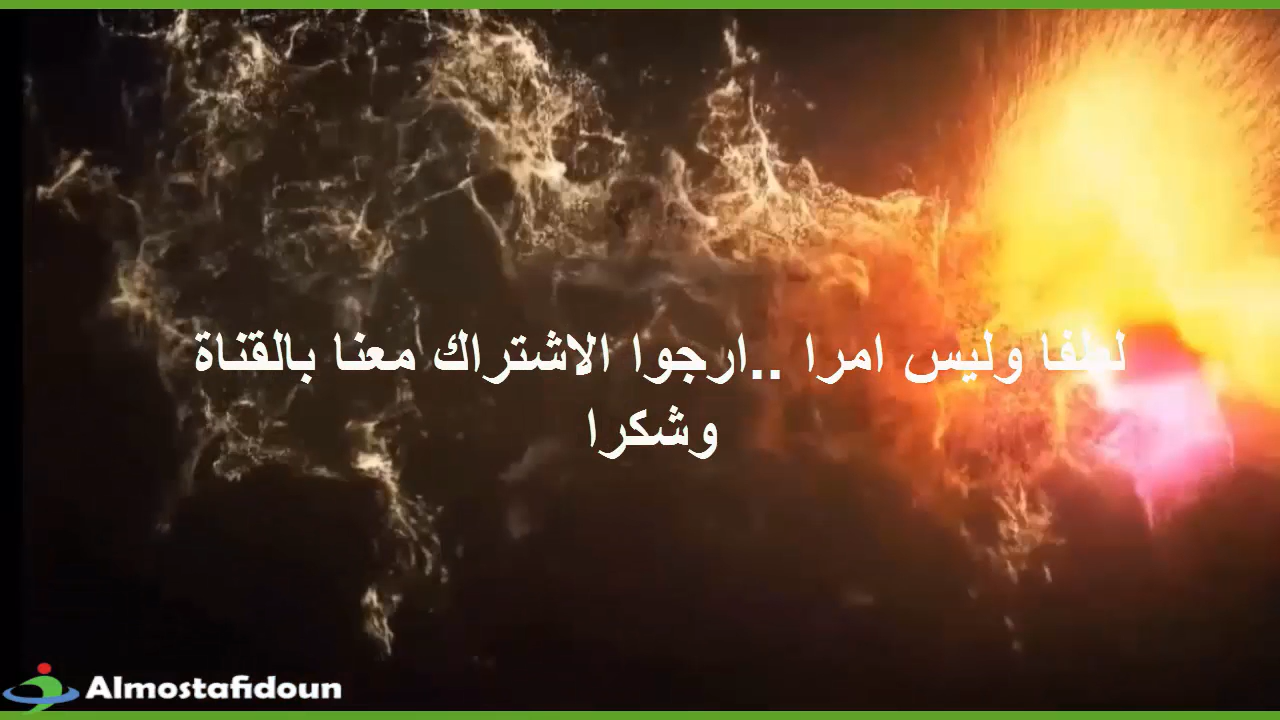 لطفا وليس امرا ..ارجوا الاشتراك معنا بالقناة
وشكرا
Almostafidoun